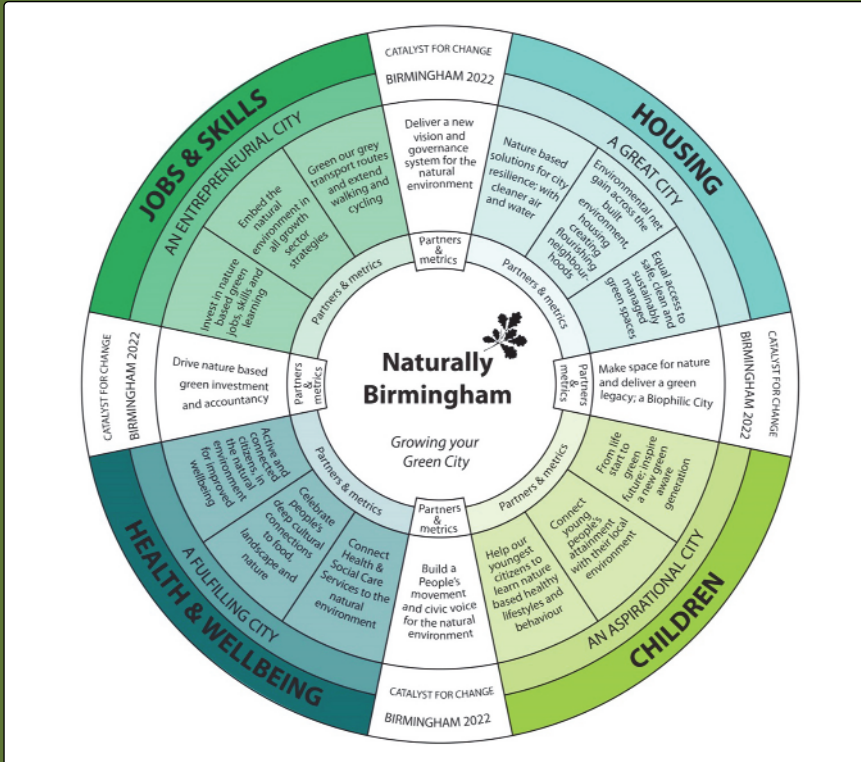 CATALYST FOR CHANGE
BIRMINGHAM 2022
Deliver a new
vision and
governance
system for the
natural
environment
Partners
&
metrics
HOUSING
A GREAT CITY
Nature based
solutions for city
resilience; with
cleaner air
and water
Environmental net
gain across the
built
environment,
housing
creating
flourishing
neighbour-
hoods
Equal access to
safe, clean and
sustainably
managed
green spaces
Partners & metrics
CATALYST FOR CHANGE
BIRMINGHAM 2022
Make space for nature
and deliver a green
legacy; a Biophilic City
Partners
&
metrics
CHILDREN
AN ASPIRATIONAL CITY
From life
start to
green
future; inspire
a new green
aware
generation
Connect
young
people's
attainment
with their local
environment
Help our
youngest
citizens to
learn nature
based healthy
lifestyles and
behaviour
Partners & metrics
CATALYST FOR CHANGE
BIRMINGHAM 2022
Build a
People's
movement
and civic voice
for the natural
environment
Partners
&
metrics
HEALTH & WELLBEING
A FULFILLING CITY
Connect
Health &
Social Care
Services to the
natural
environment
Celebrate
people's
deep cultural
connections
to food,
landscape and
nature
Active and
connected
citizens, in
the natural
environment
for improved
wellbeing
Partners & metrics
CATALYST FOR CHANGE
BIRMINGHAM 2022
Drive nature based
green investment
and accountancy
Partners
&
metrics
JOBS & SKILLS
AN ENTREPRENEURIAL CITY
Invest in nature
based green
jobs, skills and
learning
Embed the
natural
environment in
all growth
sector
strategies
Green our grey
transport routes
and extend
walking and
cycling
Partners & metrics
Naturally
Birmingham
Growing your
Green City